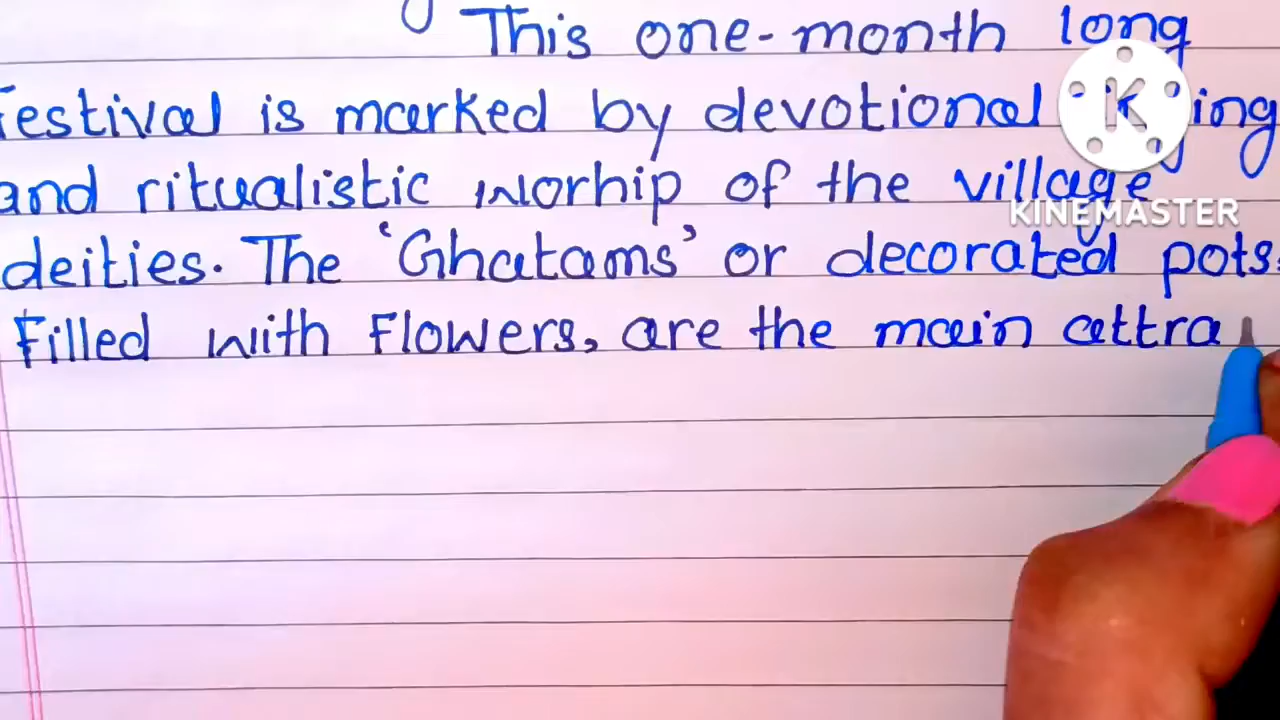 This one-month long
festival is marked by devotional
and ritualistic worhip of the village
deities. The 'Ghatams' or decorated pots.
Filled with Flowers, are the main attra
KINEMASTER